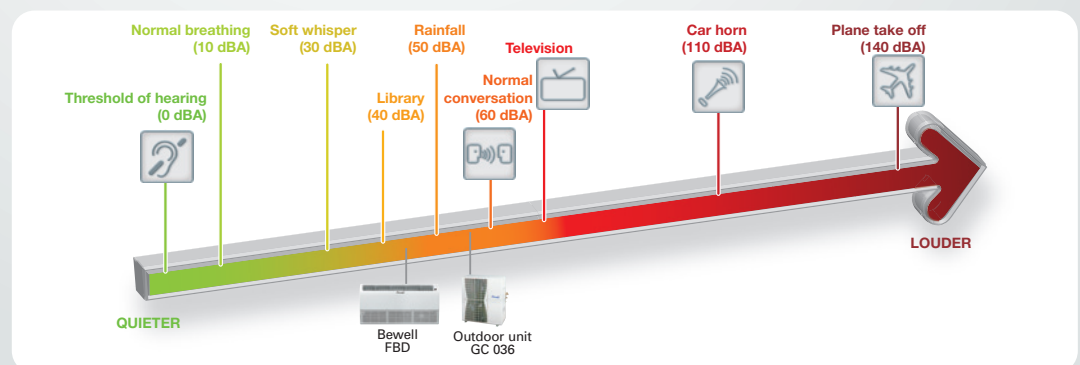 Normal breathing
(10 dBA)
Soft whisper
(30 dBA)
Rainfall
(50 dBA)
Television
Car horn
(110 dBA)
Plane take off
(140 dBA)
Threshold of hearing
(0 dBA)
Library
(40 dBA)
Normal
conversation
(60 dBA)
LOUDER
QUIETER
Bewell
FBD
Outdoor unit
GC 036